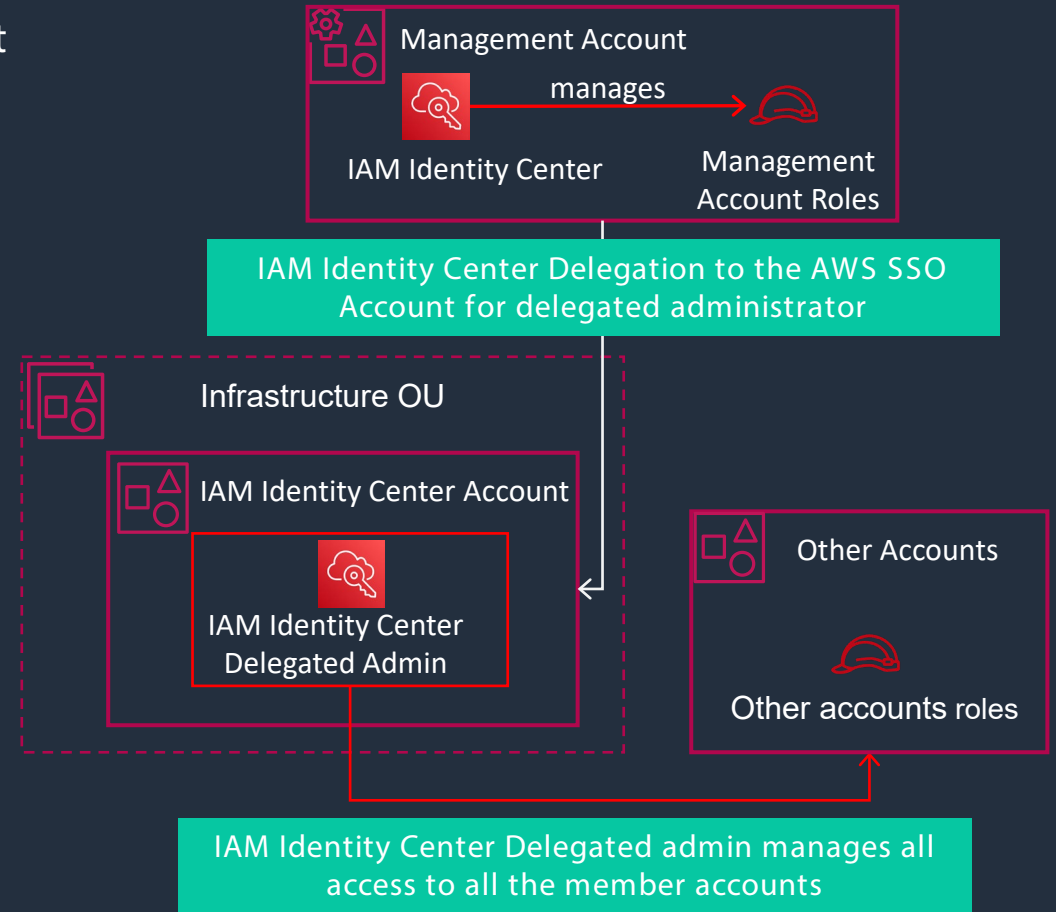 t
Management Account
manages
IAM Identity Center
Management
Account Roles
IAM Identity Center Delegation to the AWS SSO
Account for delegated administrator
Infrastructure OU
IAM Identity Center Account
IAM Identity Center
Delegated Admin
Other Accounts
Other accounts roles
IAM Identity Center Delegated admin manages all
access to all the member accounts